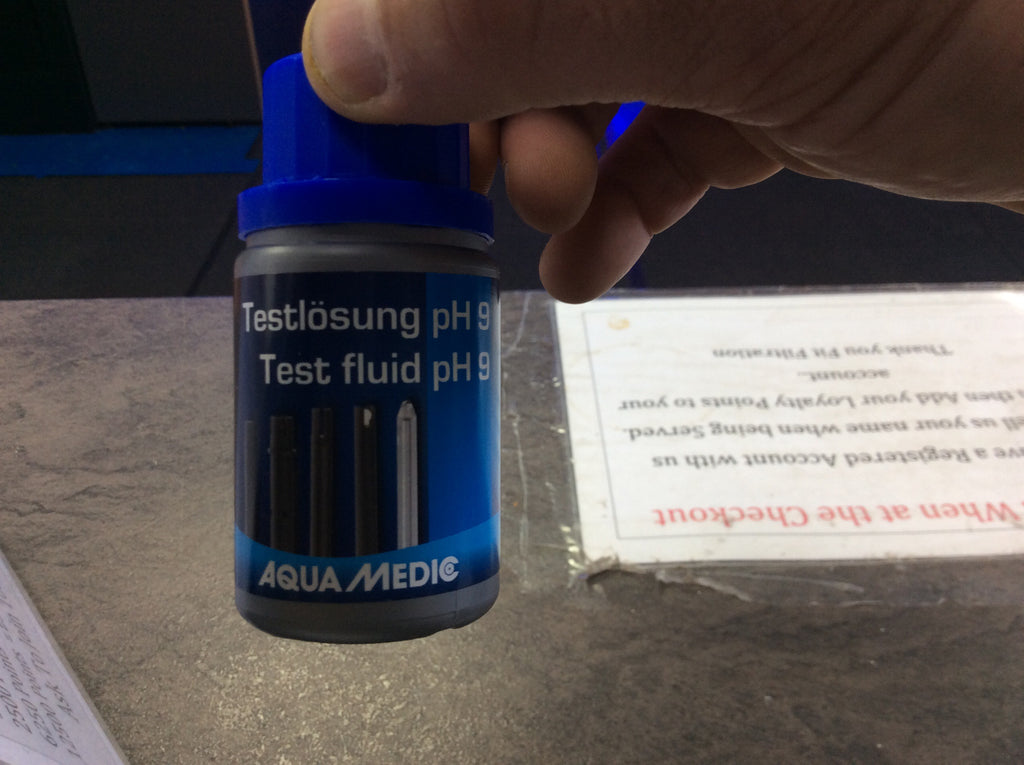 Testlösung pH 9
Test fluid pH 9
AQUA MEDIC
When at the Checkout
a Registered Account with us
us your name when being Served.
then Add your Loyalty Points to your
account..
Thank you Fit Filtration